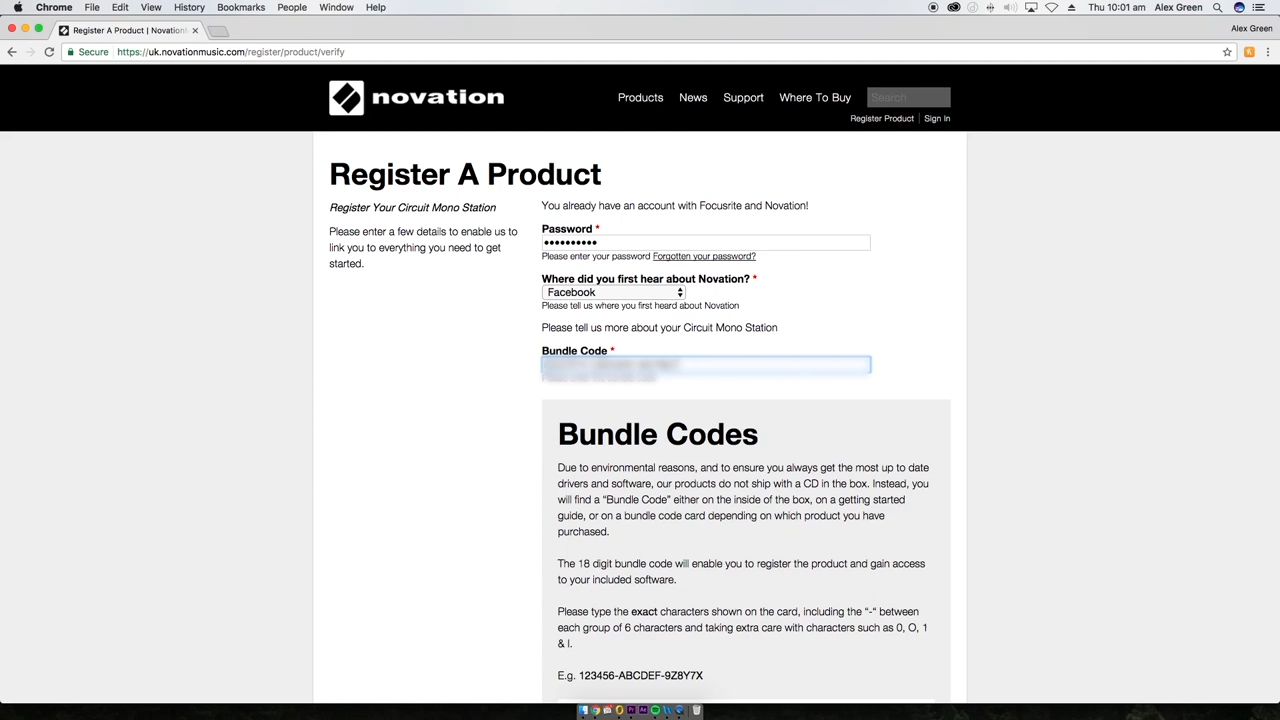 Chrome File Edit View History Bookmarks People Window Help Thu 10:01 am Alex Green
Register A Product | Novation Alex Green
Secure https://uk.novationmusic.com/register/product/verify
novation Products News Support Where To Buy Search
Register Product Sign In
Register A Product
Register Your Circuit Mono Station
Please enter a few details to enable us to
link you to everything you need to get
started.
You already have an account with Focusrite and Novation!
Password *
••••••••••
Please enter your password Forgotten your password?
Where did you first hear about Novation? *
Facebook
Please tell us where you first heard about Novation
Please tell us more about your Circuit Mono Station
Bundle Code *
Bundle Codes
Due to environmental reasons, and to ensure you always get the most up to date
drivers and software, our products do not ship with a CD in the box. Instead, you
will find a “Bundle Code” either on the inside of the box, on a getting started
guide, or on a bundle code card depending on which product you have
purchased.
The 18 digit bundle code will enable you to register the product and gain access
to your included software.
Please type the exact characters shown on the card, including the “-“ between
each group of 6 characters and taking extra care with characters such as 0, O, 1
& I.
E.g. 123456-ABCDEF-9Z8Y7X